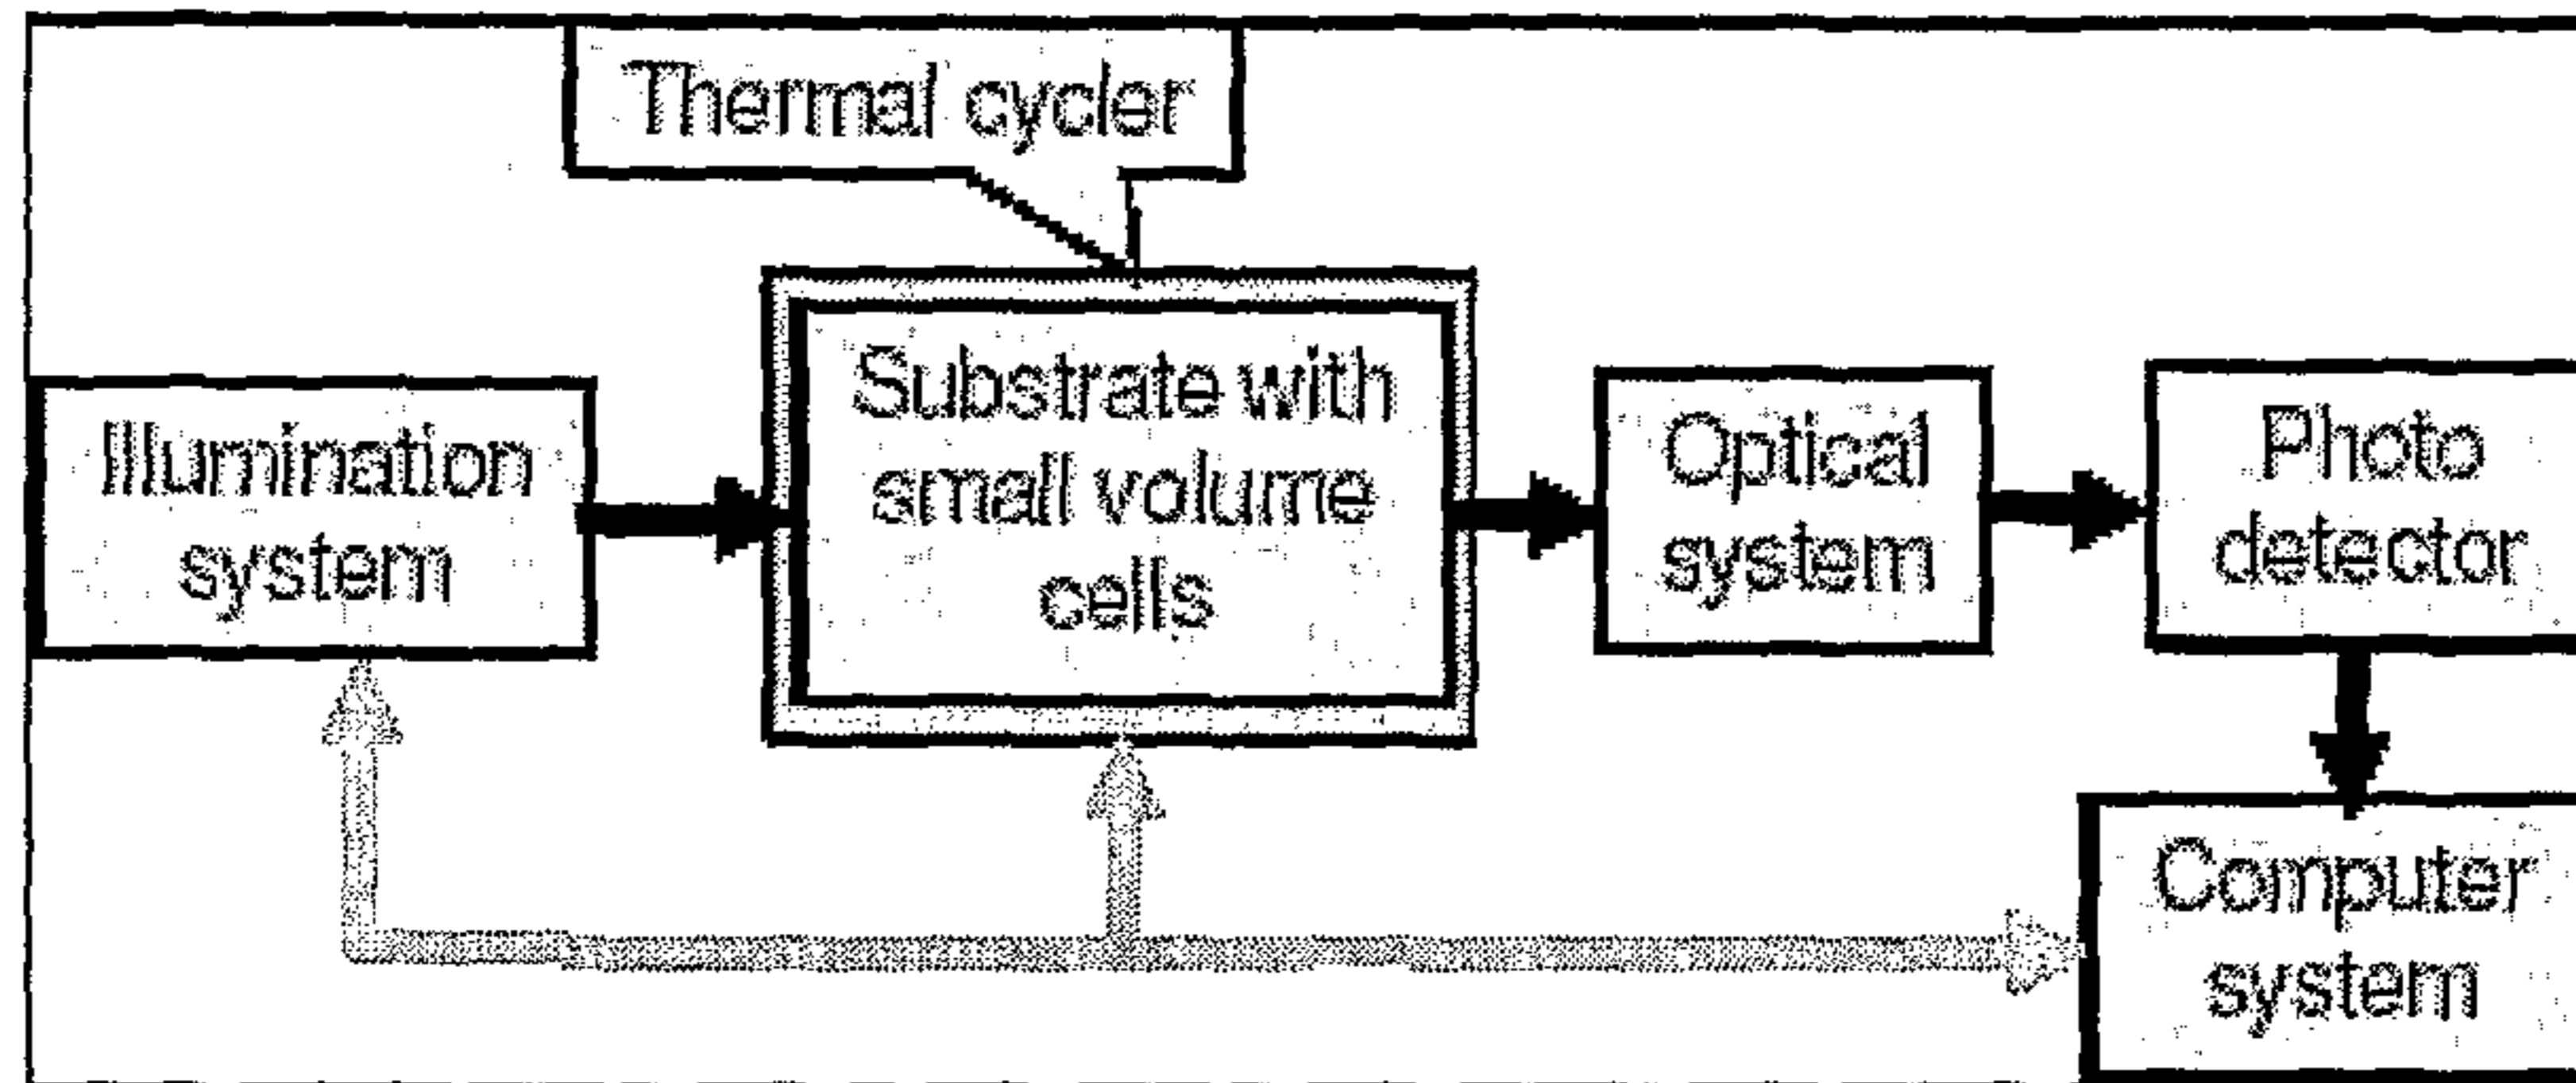 Thermal cycler
Illumination
system
Substrate with
small volume
cells
Optical
system
Photo
detector
Computer
system